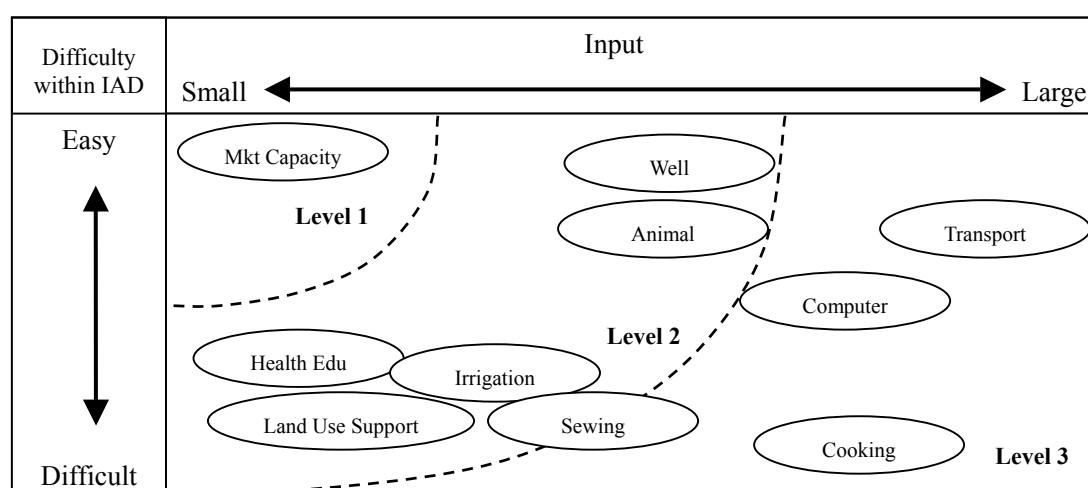 Difficulty
within IAD
Input
Small
Large
Easy
Mkt Capacity
Well
Level 1
Animal
Transport
Computer
Level 2
Health Edu
Irrigation
Land Use Support
Sewing
Cooking
Level 3
Difficult